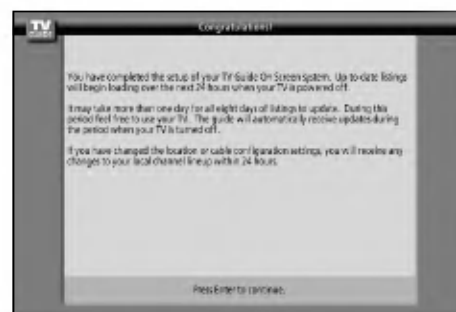 TV
GUIDE
Congratulations!
You have completed the setup of your TV Guide On Screen system. Up-to-date listings
will begin loading over the next 24 hours when your TV is powered off.
It may take more than one day for all eight days of listings to update. During this
period feel free to use your TV. The guide will automatically receive updates during
the period when your TV is turned off.
If you have changed the location or cable configuration settings, you will receive any
changes to your local channel lineup within 24 hours.
Press Enter to continue.